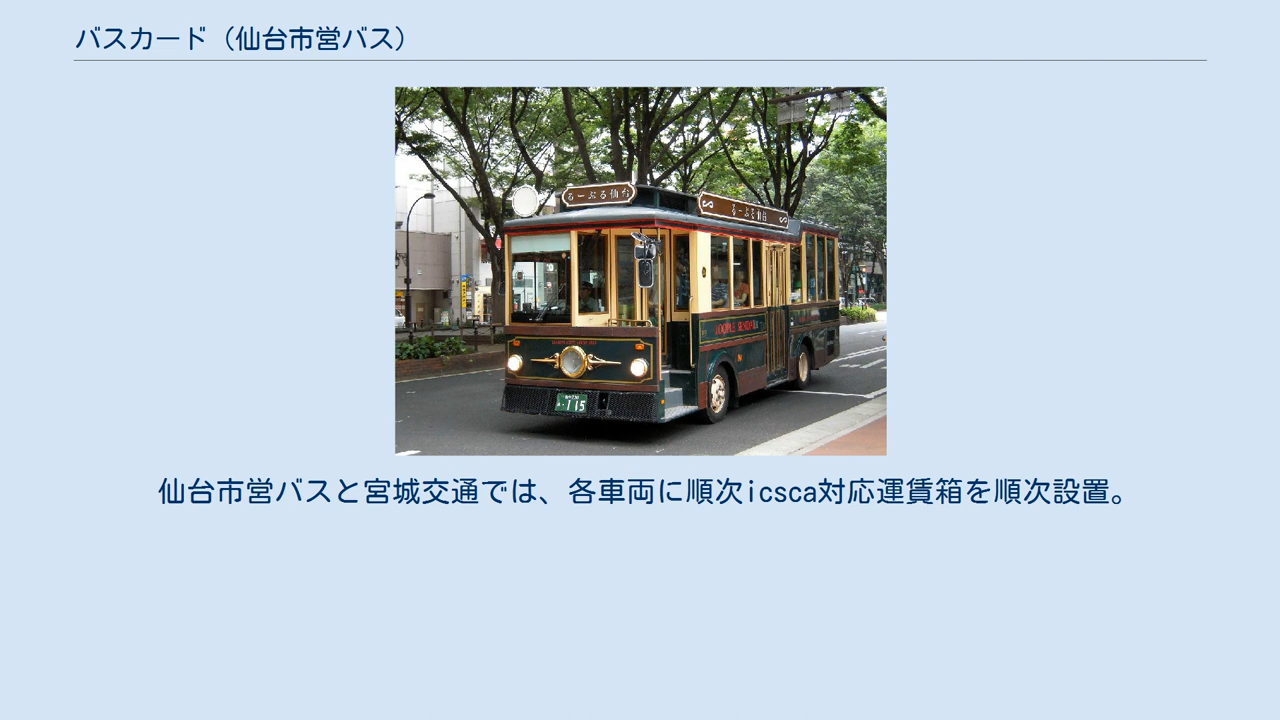 バスカード（仙台市営バス）
るーぷる仙台
るーぷる仙台
LOOPLE SENDAI
115
仙台市営バスと宮城交通では、各車両に順次icsca対応運賃箱を順次設置。